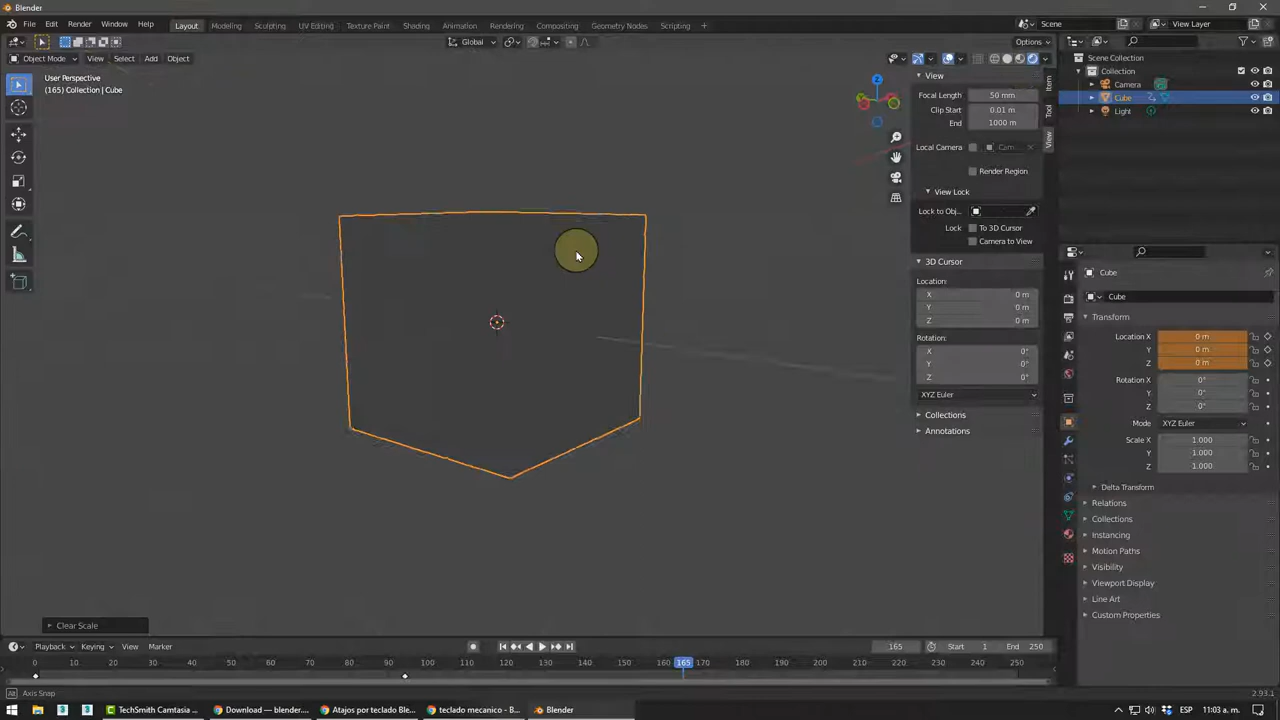 Blender
File Edit Render Window Help Layout Modeling Sculpting UV Editing Texture Paint Shading Animation Rendering Compositing Geometry Nodes Scripting + Scene View Layer
Global Options
Object Mode View Select Add Object
User Perspective
(165) Collection | Cube
View
Focal Length 50 mm
Clip Start 0.01 m
End 1000 m
Local Camera Cam...
Render Region
View Lock
Lock to Obj...
Lock To 3D Cursor
Camera to View
3D Cursor
Location:
X 0 m
Y 0 m
Z 0 m
Rotation:
X 0°
Y 0°
Z 0°
XYZ Euler
Collections
Annotations
Item
Tool
View
Scene Collection
Collection
Camera
Cube
Light
Cube
Cube
Transform
Location X 0 m
Y 0 m
Z 0 m
Rotation X 0°
Y 0°
Z 0°
Mode XYZ Euler
Scale X 1.000
Y 1.000
Z 1.000
Delta Transform
Relations
Collections
Instancing
Motion Paths
Visibility
Viewport Display
Line Art
Custom Properties
Clear Scale
Playback Keying View Marker 165 Start 1 End 250
0 10 20 30 40 50 60 70 80 90 100 110 120 130 140 150 160 165 170 180 190 200 210 220 230 240 250
Axis Snap 2.93.1
TechSmith Camtasia Download — blender.... Atajos por teclado Ble... teclado mecanico - B... Blender ESP 11:03 a. m.